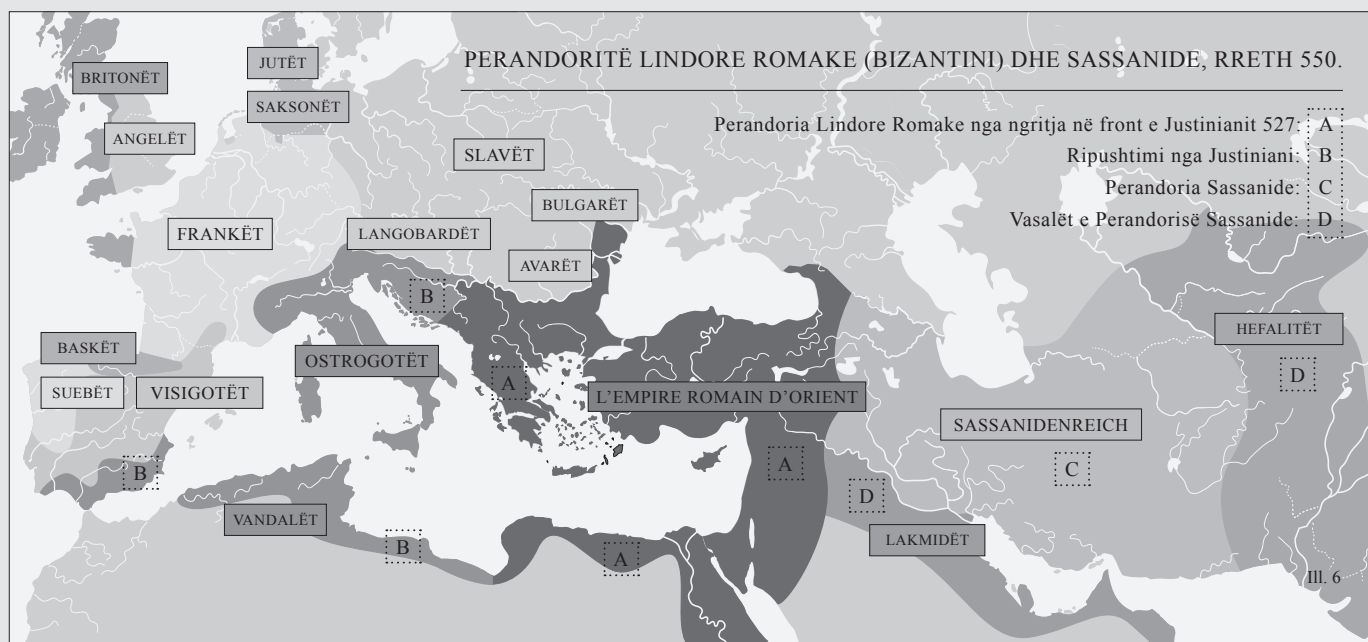 PERANDORITË LINDORE ROMAKE (BIZANTINI) DHE SASSANIDE, RRETH 550.
Perandoria Lindore Romake nga ngritja në front e Justinianit 527: A
Ripushtimi nga Justiniani: B
Perandoria Sassanide: C
Vasalët e Perandorisë Sassanide: D
JUTËT
BRITONËT
SAKSONËT
ANGELËT
SLAVËT
BULGARËT
FRANKËT
LANGOBARDËT
AVARËT
B
HEFALITËT
BASKËT
OSTROGOTËT
D
SUEBËT
VISIGOTËT
A
L'EMPIRE ROMAIN D'ORIENT
SASSANIDENREICH
B
A
C
D
VANDALËT
LAKMIDËT
B
A
Ill. 6